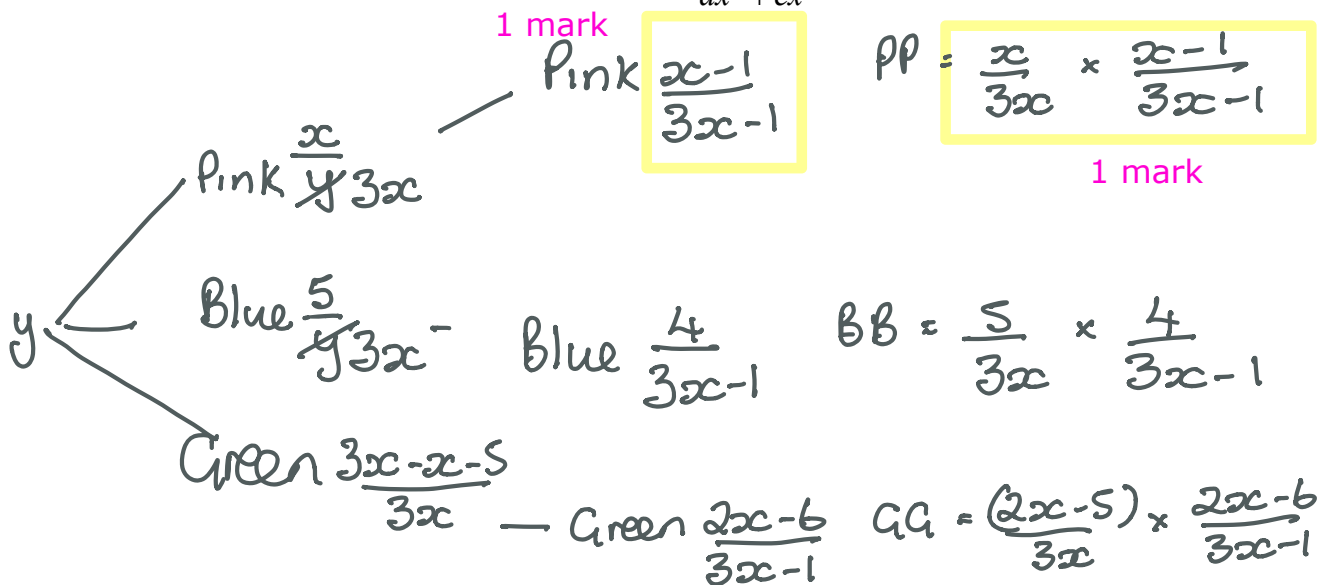 1 mark
Pink x-1/3x-1
PP = x/3x × x-1/3x-1
1 mark
Pink x/y 3x
y
Blue 5/y 3x
Blue 4/3x-1
BB = 5/3x × 4/3x-1
Green 3x-x-5/3x
Green 2x-6/3x-1
GG = (2x-5)/3x × 2x-6/3x-1